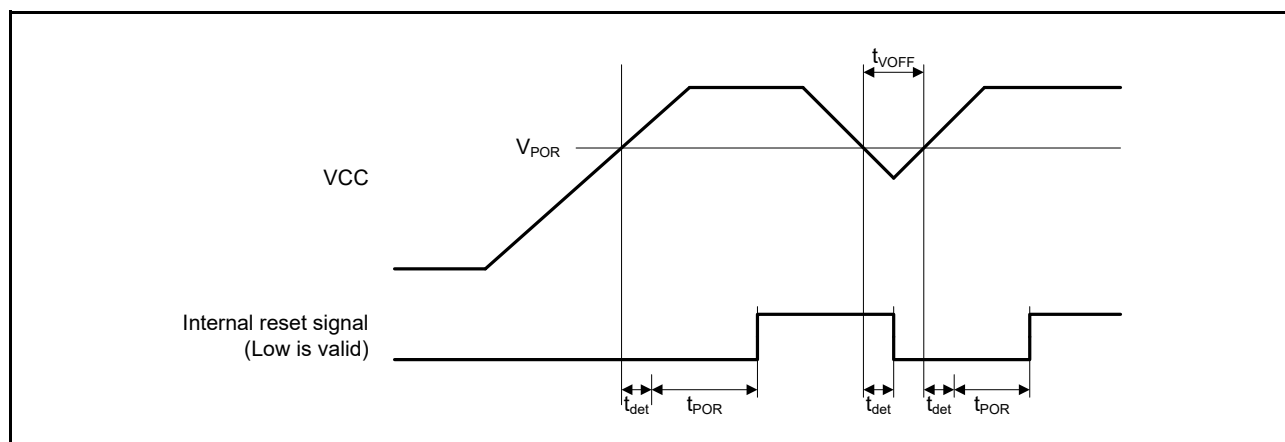 tVOFF
VPOR
VCC
Internal reset signal
(Low is valid)
tdet
tPOR
tdet
tdet
tPOR